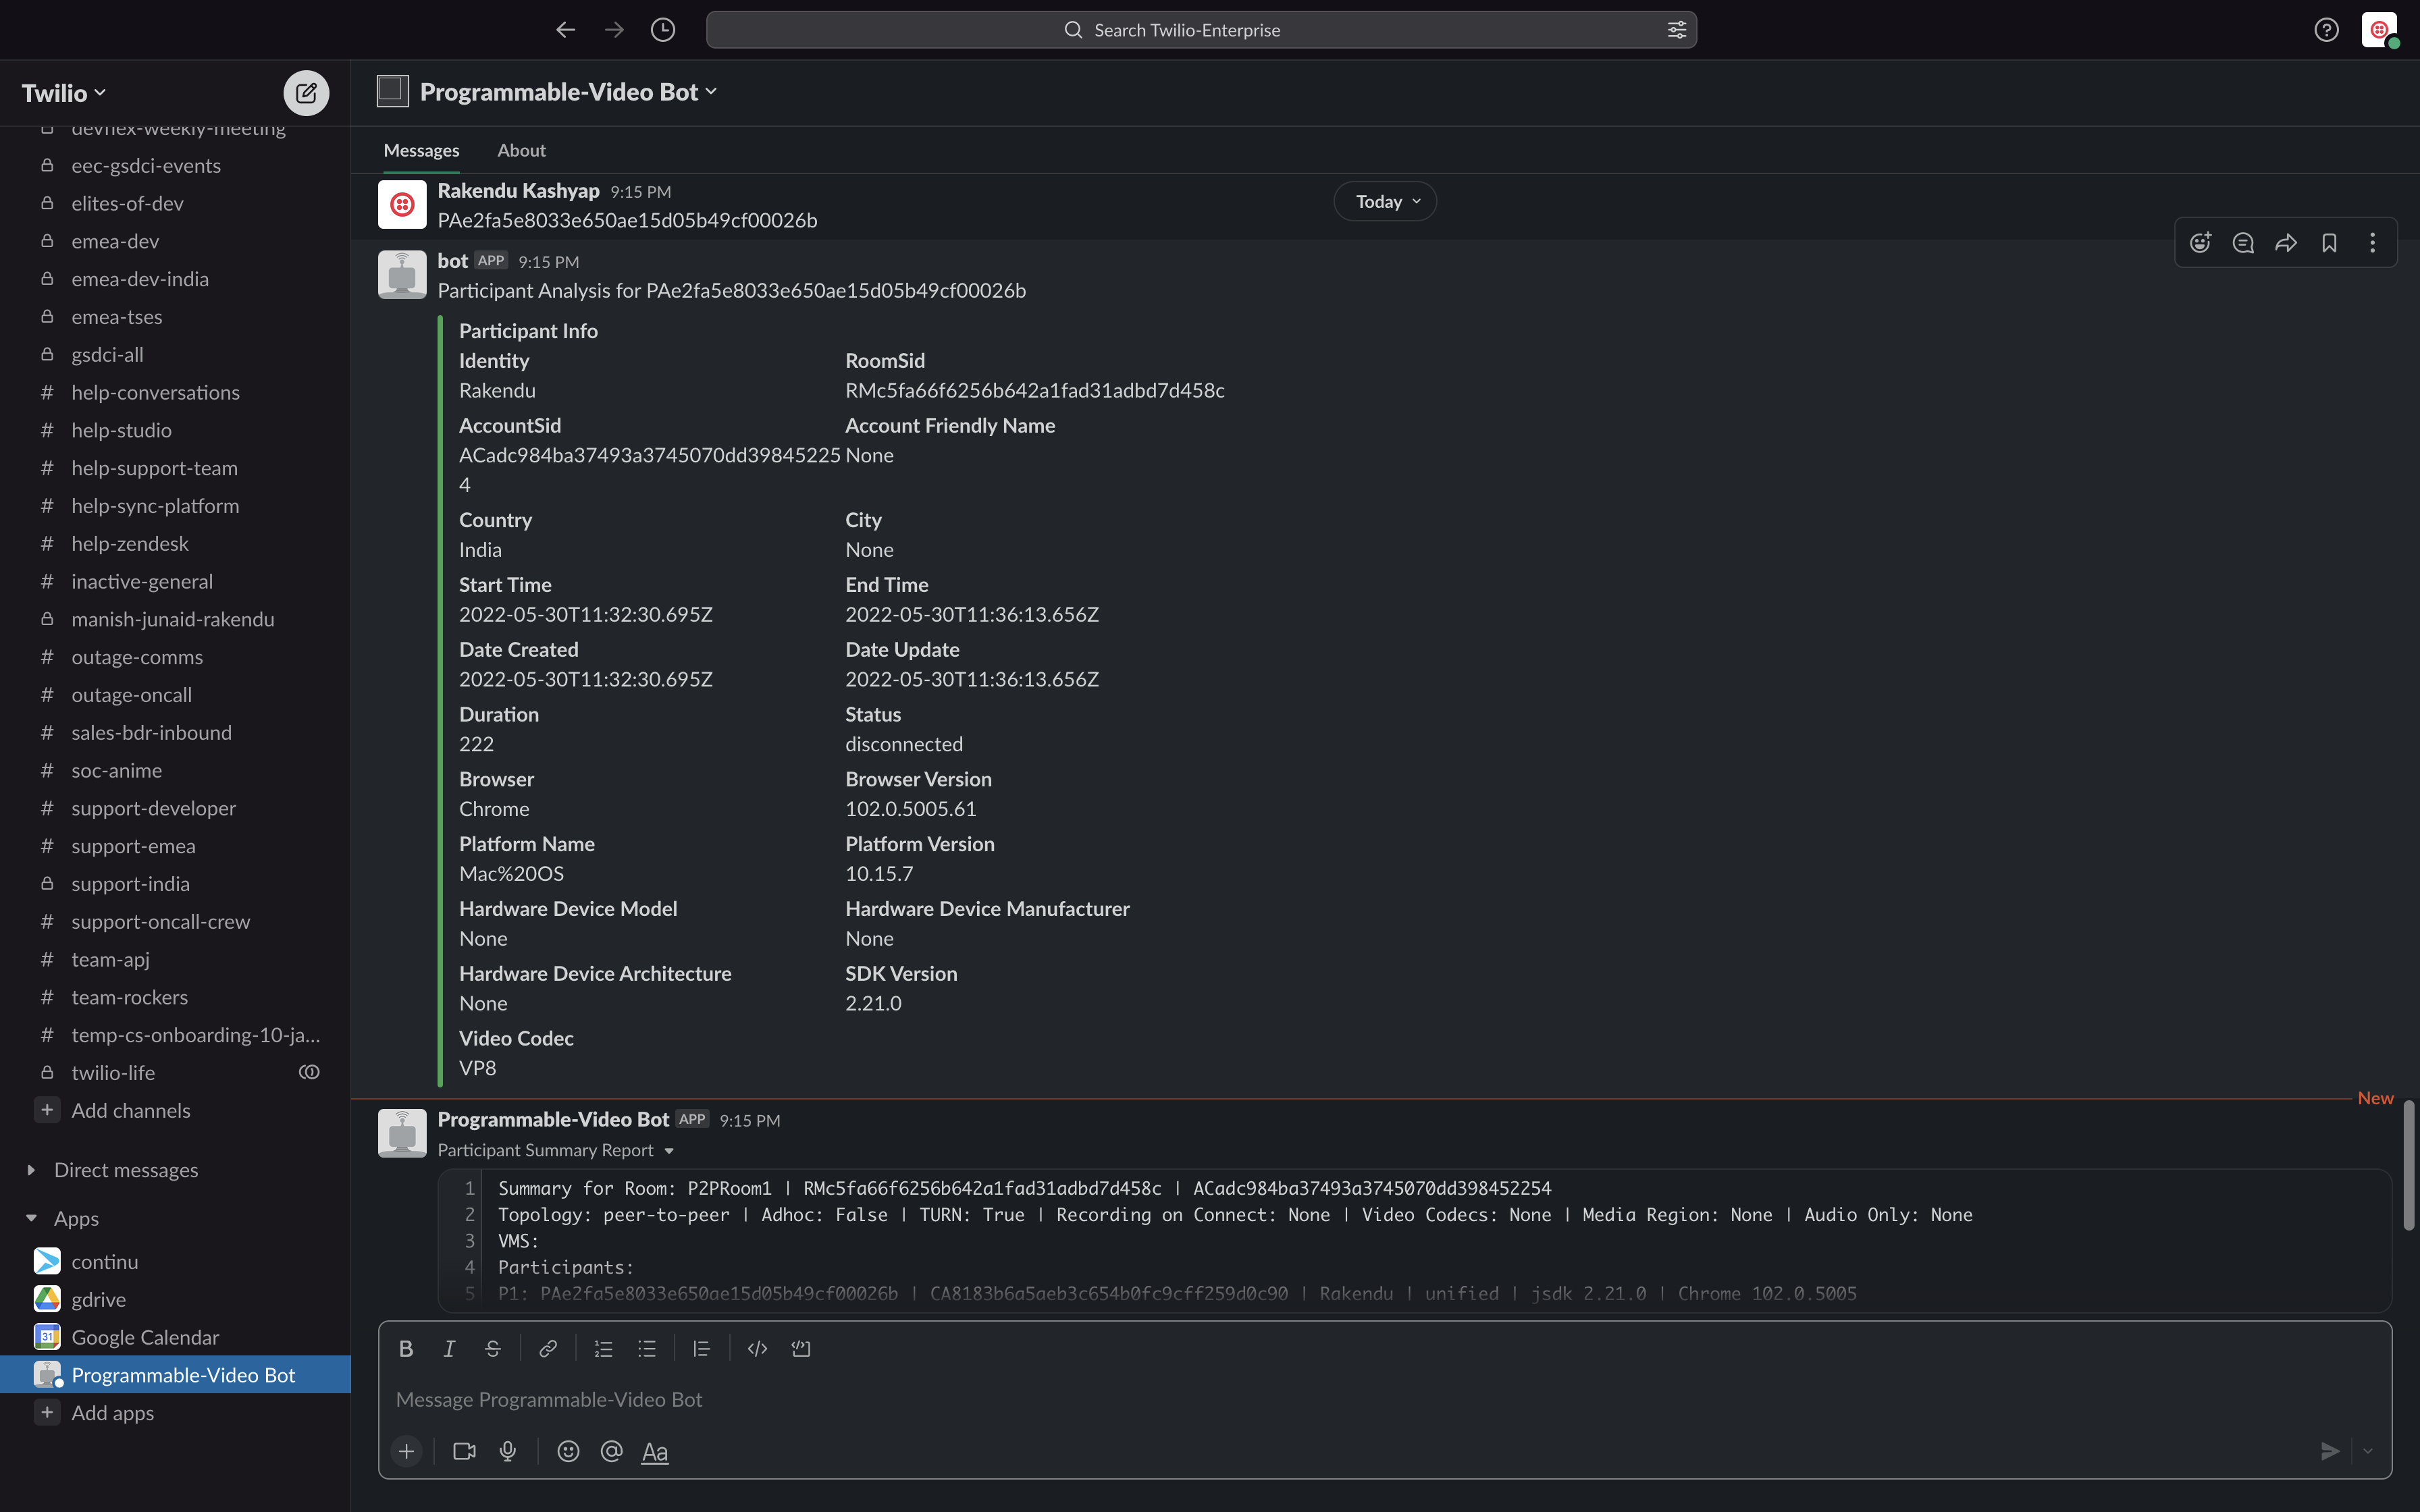 Search Twilio-Enterprise
Twilio
devflex-weekly-meeting
eec-gsdci-events
elites-of-dev
emea-dev
emea-dev-india
emea-tses
gsdci-all
# help-conversations
# help-studio
# help-support-team
# help-sync-platform
# help-zendesk
# inactive-general
manish-junaid-rakendu
# outage-comms
# outage-oncall
# sales-bdr-inbound
# soc-anime
# support-developer
# support-emea
support-india
# support-oncall-crew
# team-apj
# team-rockers
# temp-cs-onboarding-10-ja...
twilio-life
+ Add channels
Direct messages
Apps
continu
gdrive
31 Google Calendar
Programmable-Video Bot
+ Add apps
Programmable-Video Bot
Messages About
Rakendu Kashyap 9:15 PM
Today
PAe2fa5e8033e650ae15d05b49cf00026b
bot APP 9:15 PM
Participant Analysis for PAe2fa5e8033e650ae15d05b49cf00026b
Participant Info
Identity RoomSid
Rakendu RMc5fa66f6256b642a1fad31adbd7d458c
AccountSid Account Friendly Name
ACadc984ba37493a3745070dd39845225 None
4
Country City
India None
Start Time End Time
2022-05-30T11:32:30.695Z 2022-05-30T11:36:13.656Z
Date Created Date Update
2022-05-30T11:32:30.695Z 2022-05-30T11:36:13.656Z
Duration Status
222 disconnected
Browser Browser Version
Chrome 102.0.5005.61
Platform Name Platform Version
Mac%20OS 10.15.7
Hardware Device Model Hardware Device Manufacturer
None None
Hardware Device Architecture SDK Version
None 2.21.0
Video Codec
VP8
New
Programmable-Video Bot APP 9:15 PM
Participant Summary Report
1 Summary for Room: P2PRoom1 | RMc5fa66f6256b642a1fad31adbd7d458c | ACadc984ba37493a3745070dd398452254
2 Topology: peer-to-peer | Adhoc: False | TURN: True | Recording on Connect: None | Video Codecs: None | Media Region: None | Audio Only: None
3 VMS:
4 Participants:
5 P1: PAe2fa5e8033e650ae15d05b49cf00026b | CA8183b6a5aeb3c654b0fc9cff259d0c90 | Rakendu | unified | jsdk 2.21.0 | Chrome 102.0.5005
B I S
Message Programmable-Video Bot
+ @ Aa